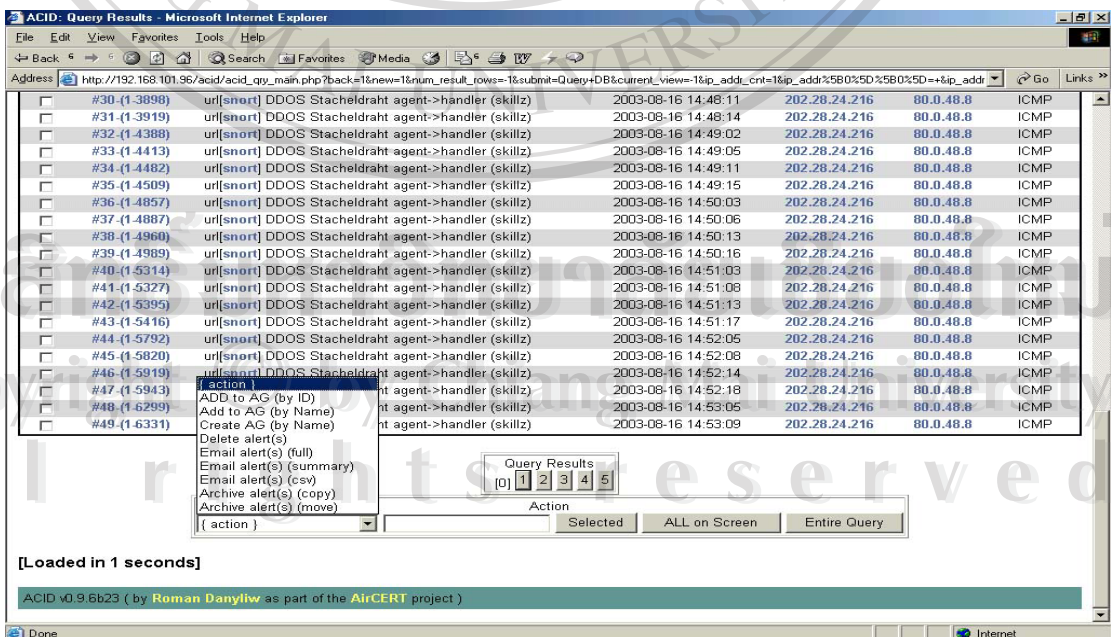 ACID: Query Results - Microsoft Internet Explorer
File Edit View Favorites Tools Help
Back Search Favorites Media
Address http://192.168.101.96/acid/acid_qry_main.php?back=1&new=1&num_result_rows=-1&submit=Query+DB&current_view=-1&ip_addr_cnt=1&ip_addr%5B0%5D%5B0%5D=+&ip_addr Go Links »
#30-(1-3898) url[snort] DDOS Stacheldraht agent->handler (skillz) 2003-08-16 14:48:11 202.28.24.216 80.0.48.8 ICMP
#31-(1-3919) url[snort] DDOS Stacheldraht agent->handler (skillz) 2003-08-16 14:48:14 202.28.24.216 80.0.48.8 ICMP
#32-(1-4388) url[snort] DDOS Stacheldraht agent->handler (skillz) 2003-08-16 14:49:02 202.28.24.216 80.0.48.8 ICMP
#33-(1-4413) url[snort] DDOS Stacheldraht agent->handler (skillz) 2003-08-16 14:49:05 202.28.24.216 80.0.48.8 ICMP
#34-(1-4482) url[snort] DDOS Stacheldraht agent->handler (skillz) 2003-08-16 14:49:11 202.28.24.216 80.0.48.8 ICMP
#35-(1-4509) url[snort] DDOS Stacheldraht agent->handler (skillz) 2003-08-16 14:49:15 202.28.24.216 80.0.48.8 ICMP
#36-(1-4857) url[snort] DDOS Stacheldraht agent->handler (skillz) 2003-08-16 14:50:03 202.28.24.216 80.0.48.8 ICMP
#37-(1-4887) url[snort] DDOS Stacheldraht agent->handler (skillz) 2003-08-16 14:50:06 202.28.24.216 80.0.48.8 ICMP
#38-(1-4960) url[snort] DDOS Stacheldraht agent->handler (skillz) 2003-08-16 14:50:13 202.28.24.216 80.0.48.8 ICMP
#39-(1-4989) url[snort] DDOS Stacheldraht agent->handler (skillz) 2003-08-16 14:50:16 202.28.24.216 80.0.48.8 ICMP
#40-(1-5314) url[snort] DDOS Stacheldraht agent->handler (skillz) 2003-08-16 14:51:03 202.28.24.216 80.0.48.8 ICMP
#41-(1-5327) url[snort] DDOS Stacheldraht agent->handler (skillz) 2003-08-16 14:51:08 202.28.24.216 80.0.48.8 ICMP
#42-(1-5395) url[snort] DDOS Stacheldraht agent->handler (skillz) 2003-08-16 14:51:13 202.28.24.216 80.0.48.8 ICMP
#43-(1-5416) url[snort] DDOS Stacheldraht agent->handler (skillz) 2003-08-16 14:51:17 202.28.24.216 80.0.48.8 ICMP
#44-(1-5792) url[snort] DDOS Stacheldraht agent->handler (skillz) 2003-08-16 14:52:05 202.28.24.216 80.0.48.8 ICMP
#45-(1-5820) url[snort] DDOS Stacheldraht agent->handler (skillz) 2003-08-16 14:52:08 202.28.24.216 80.0.48.8 ICMP
#46-(1-5919) url[snort] DDOS Stacheldraht agent->handler (skillz) 2003-08-16 14:52:14 202.28.24.216 80.0.48.8 ICMP
#47-(1-5943) nt agent->handler (skillz) 2003-08-16 14:52:18 202.28.24.216 80.0.48.8 ICMP
#48-(1-6299) nt agent->handler (skillz) 2003-08-16 14:53:05 202.28.24.216 80.0.48.8 ICMP
#49-(1-6331) nt agent->handler (skillz) 2003-08-16 14:53:09 202.28.24.216 80.0.48.8 ICMP
{ action }
ADD to AG (by ID)
Add to AG (by Name)
Create AG (by Name)
Delete alert(s)
Email alert(s) (full)
Email alert(s) (summary)
Email alert(s) (csv)
Archive alert(s) (copy)
Archive alert(s) (move)
Query Results
[0] 1 2 3 4 5
Action
{ action } Selected ALL on Screen Entire Query
[Loaded in 1 seconds]
ACID v0.9.6b23 ( by Roman Danyliw as part of the AirCERT project )
Done Internet